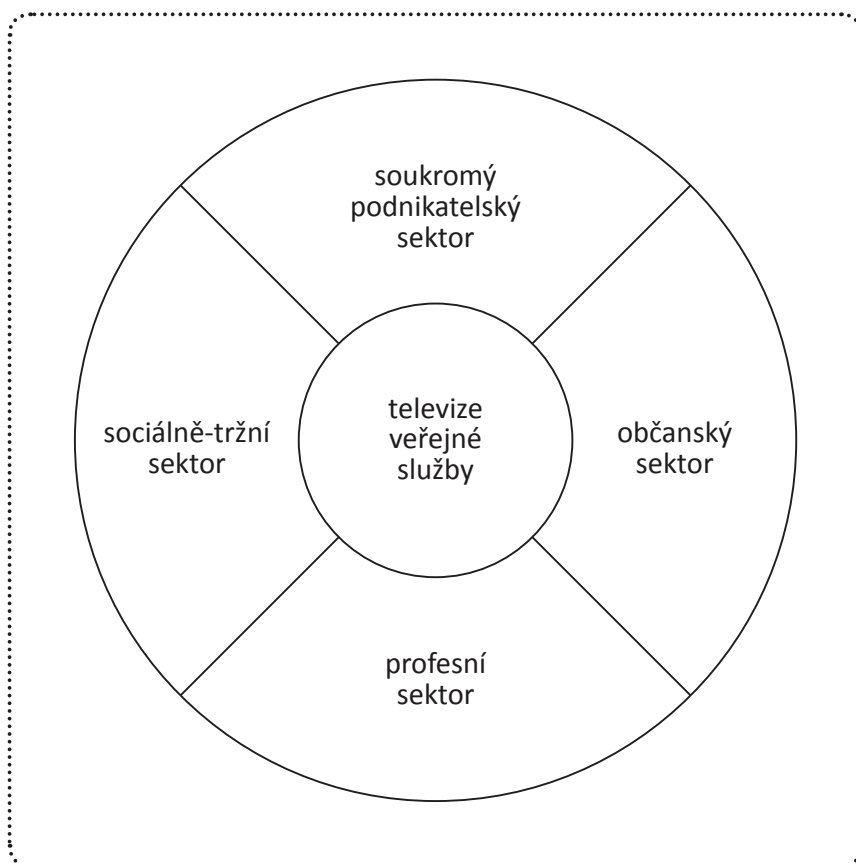 soukromý
podnikatelský
sektor
sociálně-tržní
sektor
televize
veřejné
služby
občanský
sektor
profesní
sektor